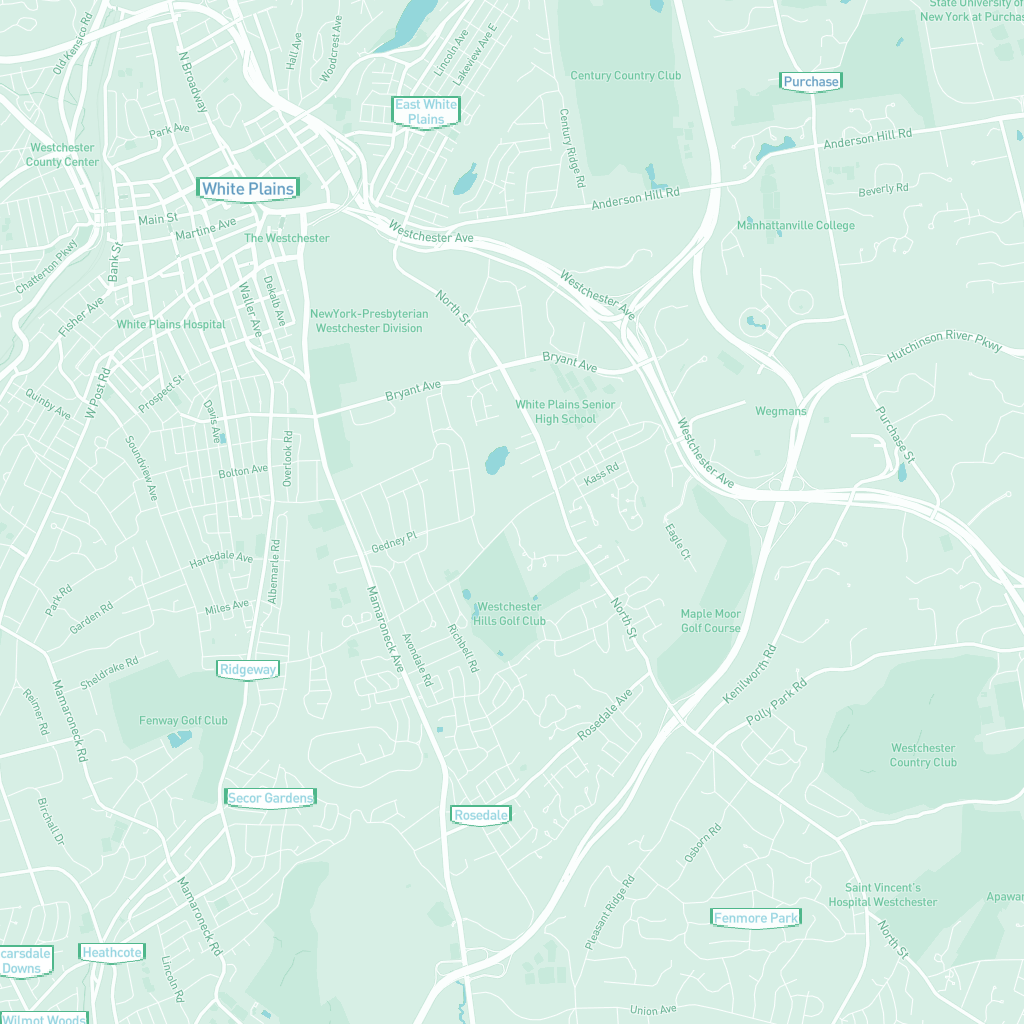 State University of
New York at Purchase
Old Kensico Rd
N Broadway
Hall Ave
Woodcrest Ave
Lincoln Ave
Lakeview Ave E
Century Country Club
Purchase
East White
Plains
Park Ave
Century Ridge Rd
Anderson Hill Rd
Westchester
County Center
White Plains
Anderson Hill Rd
Beverly Rd
Main St
Martine Ave
The Westchester
Westchester Ave
Manhattanville College
Chatterton Pkwy
Bank St
Westchester Ave
Fisher Ave
Waller Ave
Dekalb Ave
North St
NewYork-Presbyterian
Westchester Division
White Plains Hospital
Hutchinson River Pkwy
Bryant Ave
Bryant Ave
W Post Rd
Prospect St
Quinby Ave
Davis Ave
White Plains Senior
High School
Wegmans
Purchase St
Westchester Ave
Soundview Ave
Overlook Rd
Bolton Ave
Kass Rd
Gedney Pl
Eagle Ct
Hartsdale Ave
Albemarle Rd
Park Rd
Garden Rd
Miles Ave
Mamaroneck Ave
Westchester
Hills Golf Club
North St
Maple Moor
Golf Course
Richbell Rd
Avondale Rd
Sheldrake Rd
Ridgeway
Kenilworth Rd
Polly Park Rd
Reimer Rd
Mamaroneck Rd
Fenway Golf Club
Rosedale Ave
Westchester
Country Club
Secor Gardens
Rosedale
Birchall Dr
Osborn Rd
Mamaroneck Rd
Pleasant Ridge Rd
Saint Vincent's
Hospital Westchester
Apawam
Fenmore Park
North St
carsdale
Downs
Heathcote
Lincoln Rd
Wilmot Woods
Union Ave